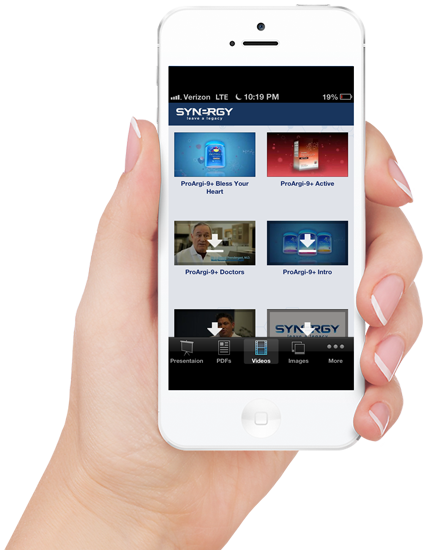 Verizon LTE 10:19 PM 19%
SYNERGY
leave a legacy
ProArgi-9+ Bless Your
Heart
ProArgi-9+ Active
ProArgi-9+ Doctors
ProArgi-9+ Intro
SYNERGY
Presentaion PDFs Videos Images More